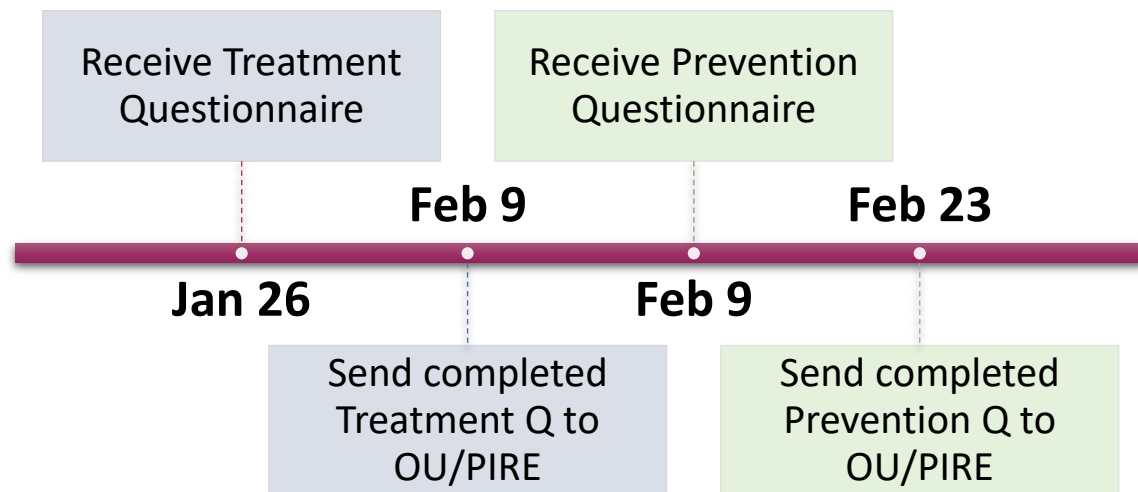 Receive Treatment
Questionnaire
Receive Prevention
Questionnaire
Feb 9
Feb 23
Jan 26
Feb 9
Send completed
Treatment Q to
OU/PIRE
Send completed
Prevention Q to
OU/PIRE